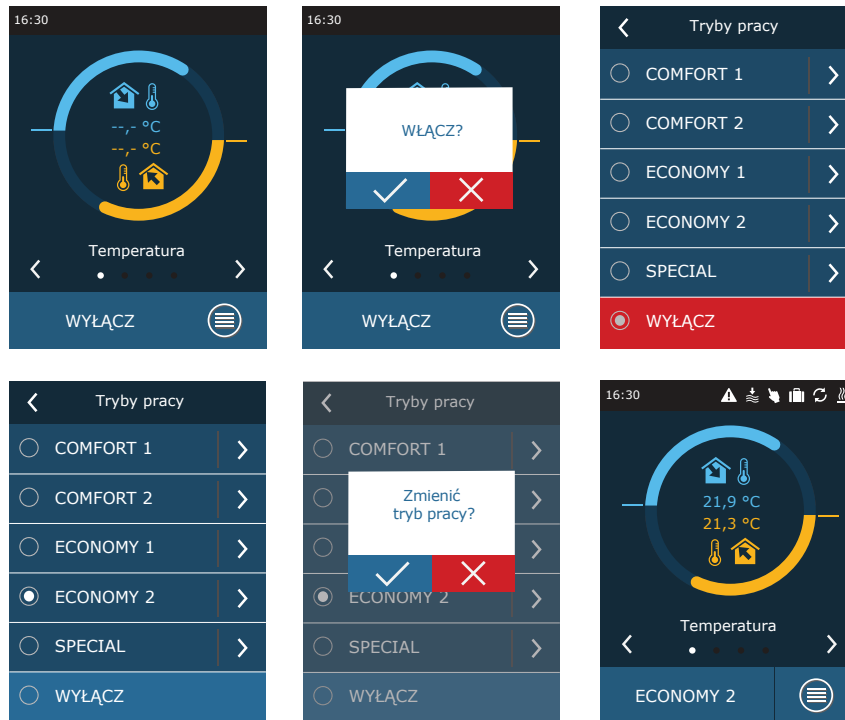 16:30
--,- °C
--,- °C
Temperatura
WYŁĄCZ
16:30
WŁĄCZ?
Temperatura
WYŁĄCZ
Tryby pracy
COMFORT 1
COMFORT 2
ECONOMY 1
ECONOMY 2
SPECIAL
WYŁĄCZ
Tryby pracy
COMFORT 1
COMFORT 2
ECONOMY 1
ECONOMY 2
SPECIAL
WYŁĄCZ
Tryby pracy
COMFORT 1
Zmienić
tryb pracy?
ECONOMY 2
SPECIAL
WYŁĄCZ
16:30
21,9 °C
21,3 °C
Temperatura
ECONOMY 2